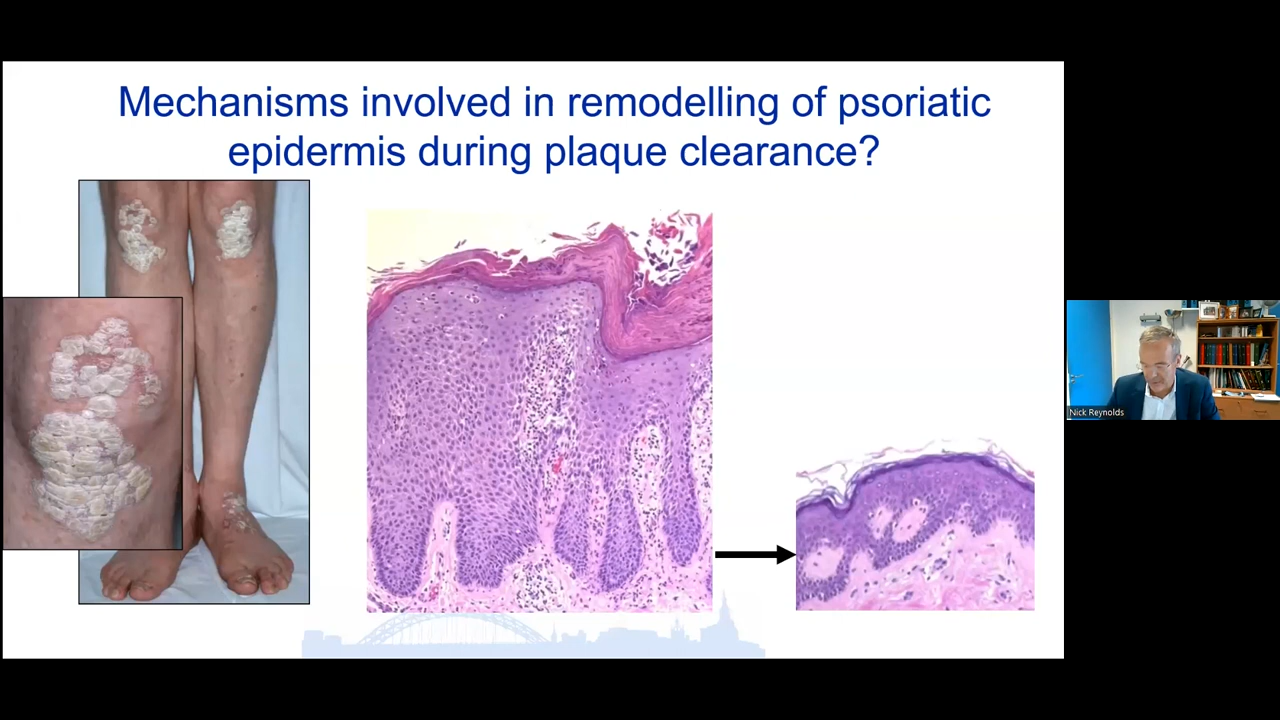 Mechanisms involved in remodelling of psoriatic
epidermis during plaque clearance?
Nick Reynolds